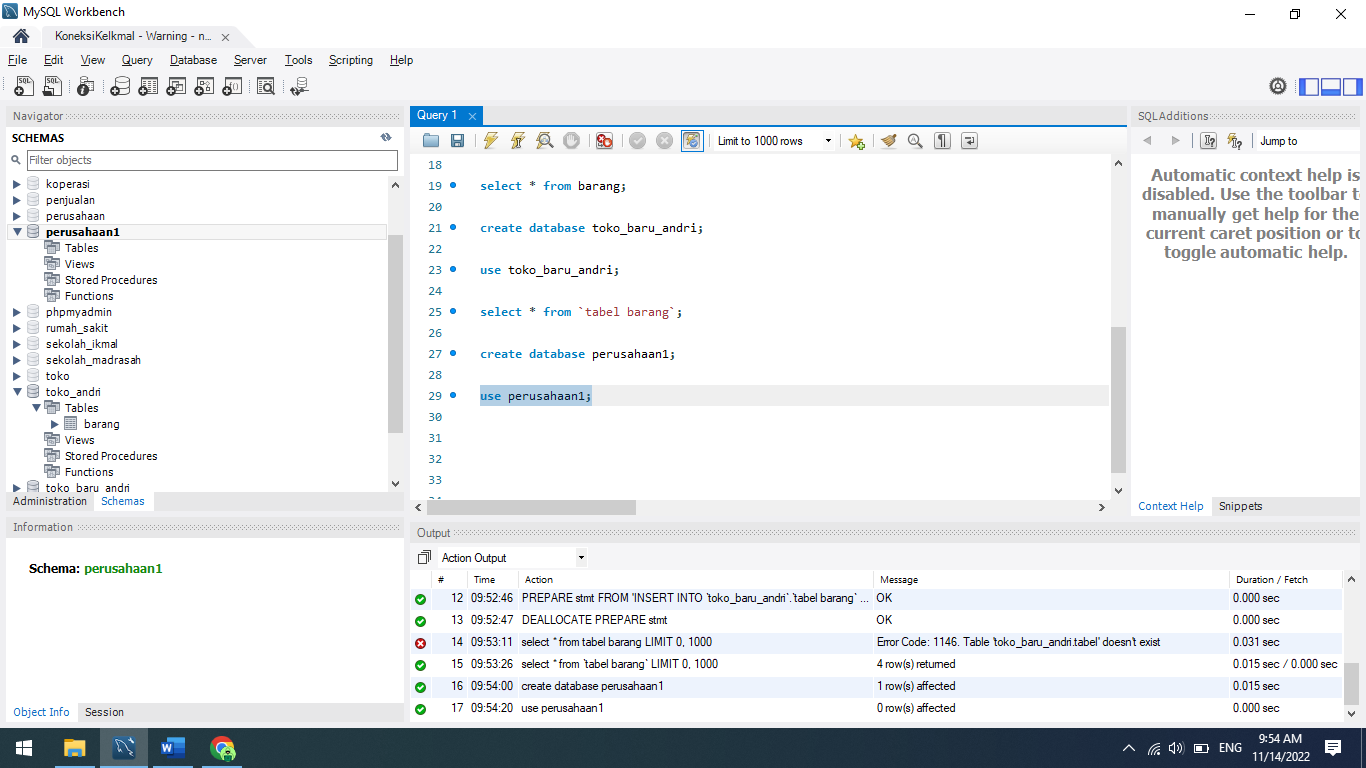 MySQL Workbench
KoneksiKelkmal - Warning - n...
File Edit View Query Database Server Tools Scripting Help
Navigator
SCHEMAS
Filter objects
koperasi
penjualan
perusahaan
perusahaan1
Tables
Views
Stored Procedures
Functions
phpmyadmin
rumah_sakit
sekolah_ikmal
sekolah_madrasah
toko
toko_andri
Tables
barang
Views
Stored Procedures
Functions
toko_baru_andri
Administration Schemas
Information
Schema: perusahaan1
Object Info Session
Query 1
Limit to 1000 rows
18
19 select * from barang;
20
21 create database toko_baru_andri;
22
23 use toko_baru_andri;
24
25 select * from `tabel barang`;
26
27 create database perusahaan1;
28
29 use perusahaan1;
30
31
32
33
34
SQLAdditions
Jump to
Automatic context help is
disabled. Use the toolbar to
manually get help for the
current caret position or to
toggle automatic help.
Context Help Snippets
Output
Action Output
# Time Action Message Duration / Fetch
12 09:52:46 PREPARE stmt FROM 'INSERT INTO `toko_baru_andri`.`tabel barang` ... OK 0.000 sec
13 09:52:47 DEALLOCATE PREPARE stmt OK 0.000 sec
14 09:53:11 select * from tabel barang LIMIT 0, 1000 Error Code: 1146. Table 'toko_baru_andri.tabel' doesn't exist 0.031 sec
15 09:53:26 select * from `tabel barang` LIMIT 0, 1000 4 row(s) returned 0.015 sec / 0.000 sec
16 09:54:00 create database perusahaan1 1 row(s) affected 0.015 sec
17 09:54:20 use perusahaan1 0 row(s) affected 0.000 sec
ENG
9:54 AM
11/14/2022